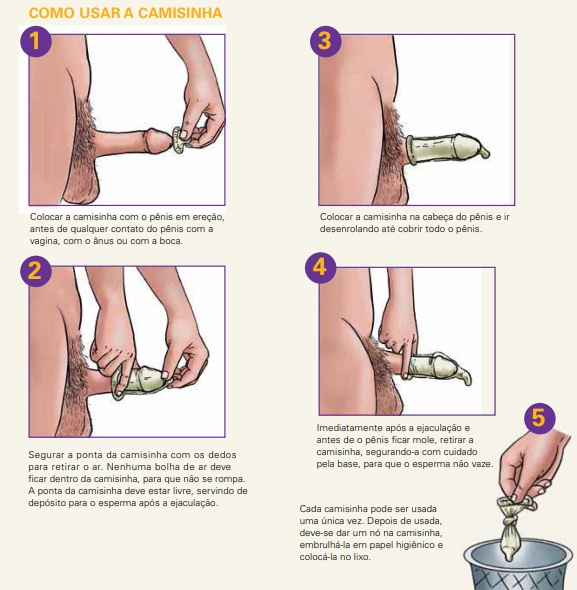 COMO USAR A CAMISINHA
1
Colocar a camisinha com o pênis em ereção,
antes de qualquer contato do pênis com a
vagina, com o ânus ou com a boca.
2
Segurar a ponta da camisinha com os dedos
para retirar o ar. Nenhuma bolha de ar deve
ficar dentro da camisinha, para que não se rompa.
A ponta da camisinha deve estar livre, servindo de
depósito para o esperma após a ejaculação.
3
Colocar a camisinha na cabeça do pênis e ir
desenrolando até cobrir todo o pênis.
4
Imediatamente após a ejaculação e
antes de o pênis ficar mole, retirar a
camisinha, segurando-a com cuidado
pela base, para que o esperma não vaze.
5
Cada camisinha pode ser usada
uma única vez. Depois de usada,
deve-se dar um nó na camisinha,
embrulhá-la em papel higiênico e
colocá-la no lixo.